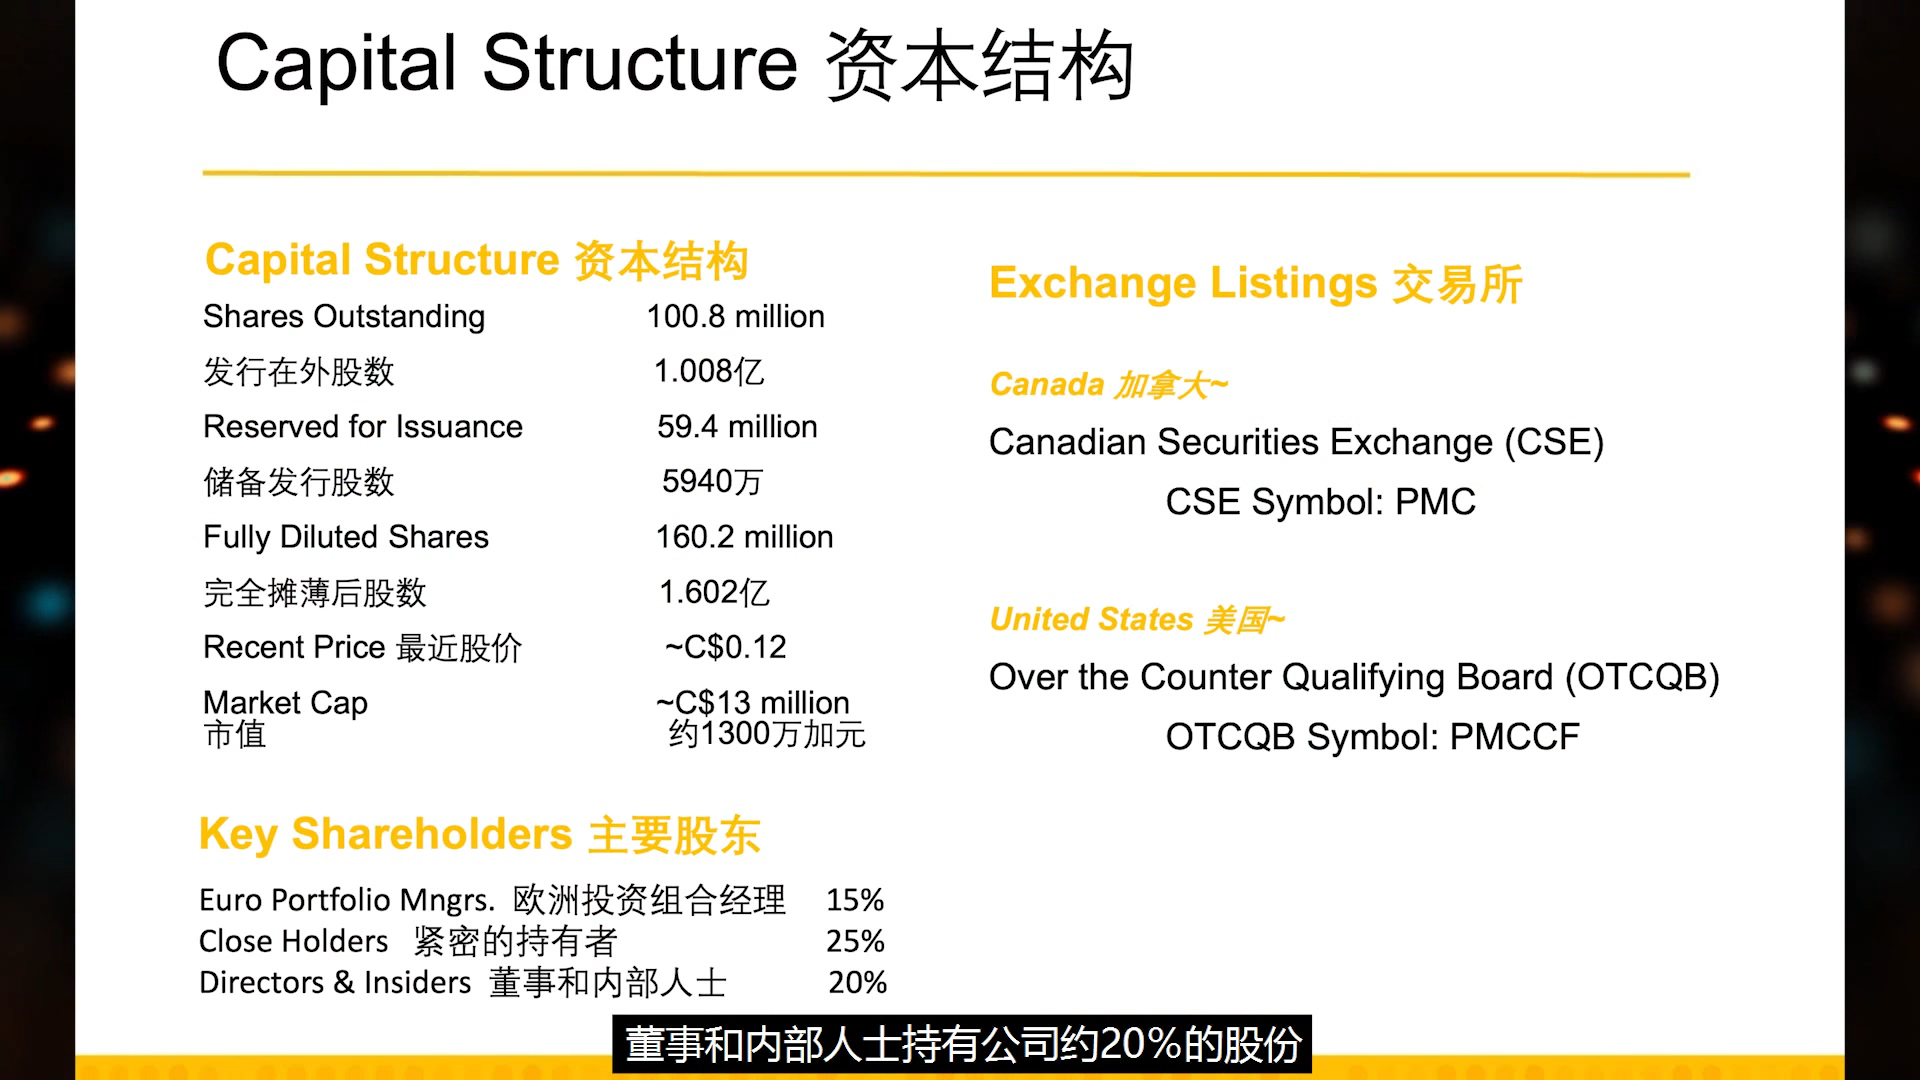 Capital Structure 资本结构
Capital Structure 资本结构
Shares Outstanding 100.8 million
发行在外股数 1.008亿
Reserved for Issuance 59.4 million
储备发行股数 5940万
Fully Diluted Shares 160.2 million
完全摊薄后股数 1.602亿
Recent Price 最近股价 ~C$0.12
Market Cap ~C$13 million
市值 约1300万加元
Key Shareholders 主要股东
Euro Portfolio Mngrs. 欧洲投资组合经理 15%
Close Holders 紧密的持有者 25%
Directors & Insiders 董事和内部人士 20%
Exchange Listings 交易所
Canada 加拿大~
Canadian Securities Exchange (CSE)
CSE Symbol: PMC
United States 美国~
Over the Counter Qualifying Board (OTCQB)
OTCQB Symbol: PMCCF
董事和内部人士持有公司约20%的股份